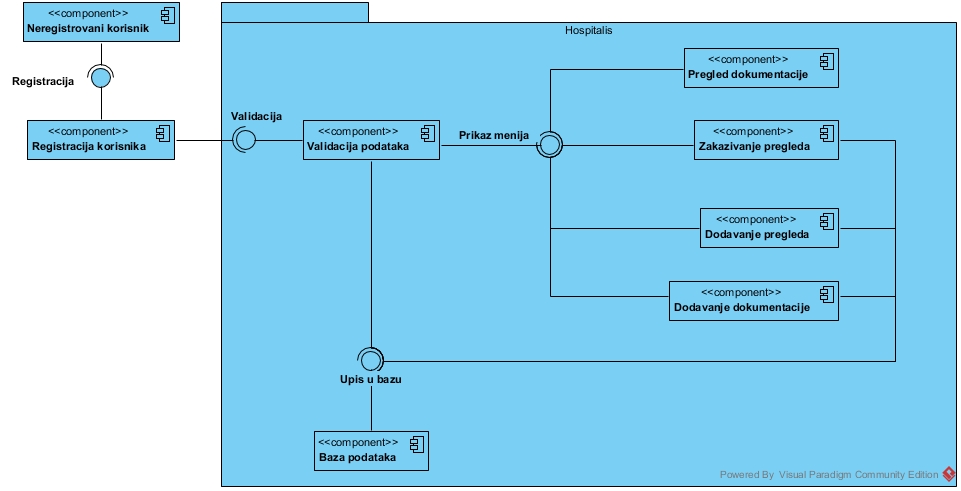 <<component>>
Neregistrovani korisnik
Registracija
<<component>>
Registracija korisnika
Hospitalis
Validacija
<<component>>
Validacija podataka
Prikaz menija
<<component>>
Pregled dokumentacije
<<component>>
Zakazivanje pregleda
<<component>>
Dodavanje pregleda
<<component>>
Dodavanje dokumentacije
Upis u bazu
<<component>>
Baza podataka
Powered By Visual Paradigm Community Edition